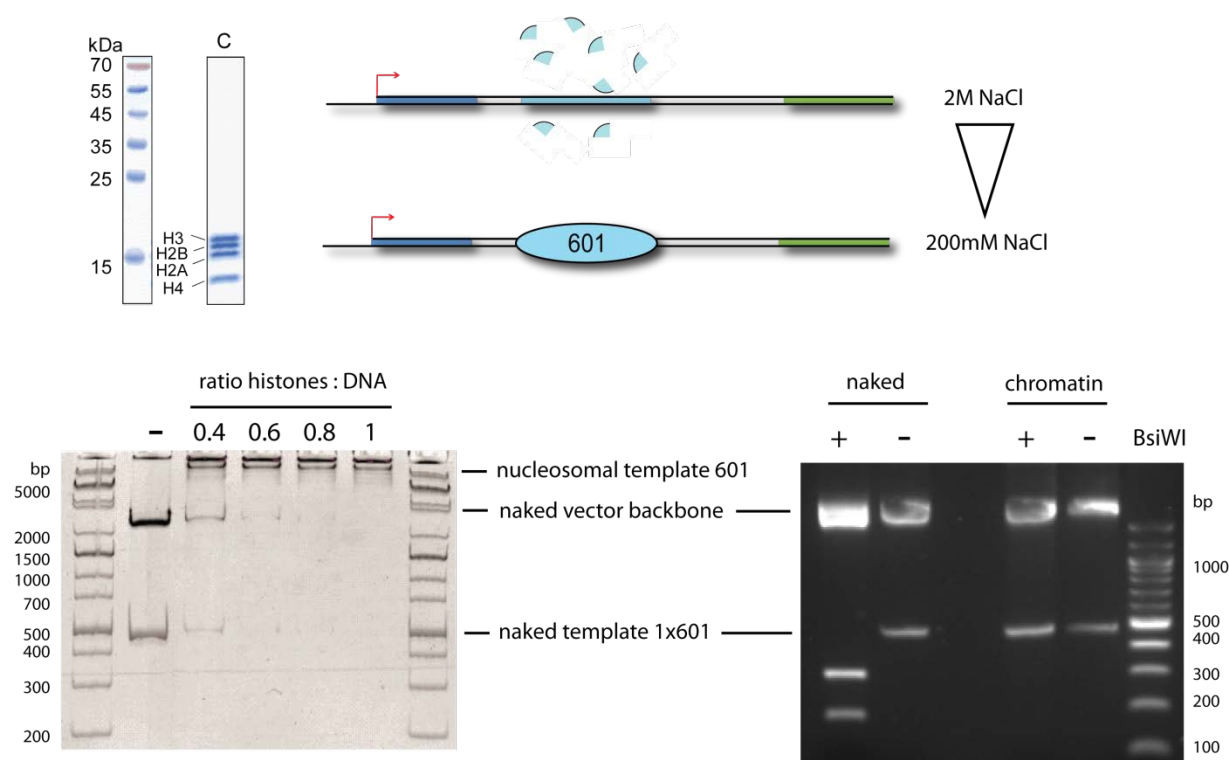 kDa
70
55
45
35
25
15
C
H3
H2B
H2A
H4
2M NaCl
601
200mM NaCl
ratio histones : DNA
– 0.4 0.6 0.8 1
bp
5000
2000
1500
1000
700
500
400
300
200
nucleosomal template 601
naked vector backbone
naked template 1x601
naked chromatin
+ – + – BsiWI
bp
1000
500
400
300
200
100